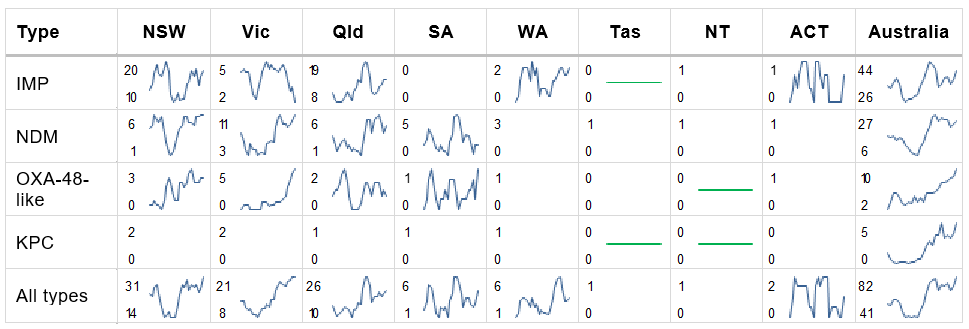 Type NSW Vic Qld SA WA Tas NT ACT Australia
20 5 19 0 2 0 1 1 44
IMP
10 2 8 0 0 0 0 0 26
6 11 6 5 3 1 1 1 27
NDM
1 3 1 0 0 0 0 0 6
OXA-48-
3 5 2 1 1 0 0 1 10
like
0 0 0 0 0 0 0 0 2
2 2 1 1 1 0 0 0 5
KPC
0 0 0 0 0 0 0 0 0
31 21 26 6 6 1 1 2 82
All types
14 8 10 1 1 0 0 0 41